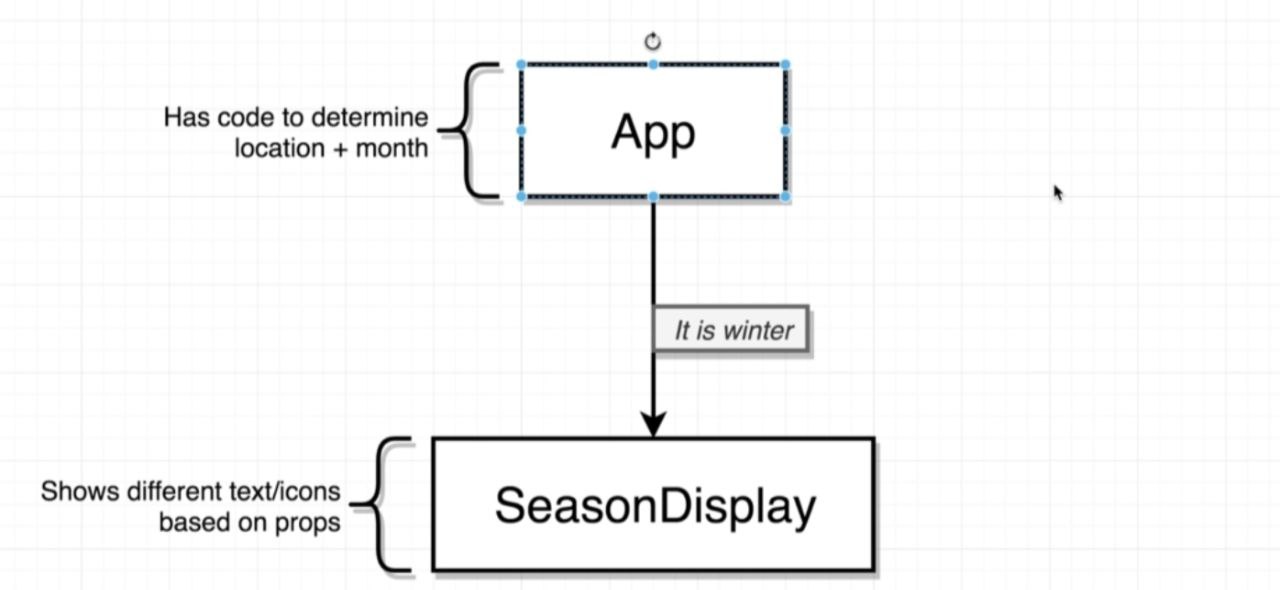 Has code to determine
location + month
App
It is winter
Shows different text/icons
based on props
SeasonDisplay